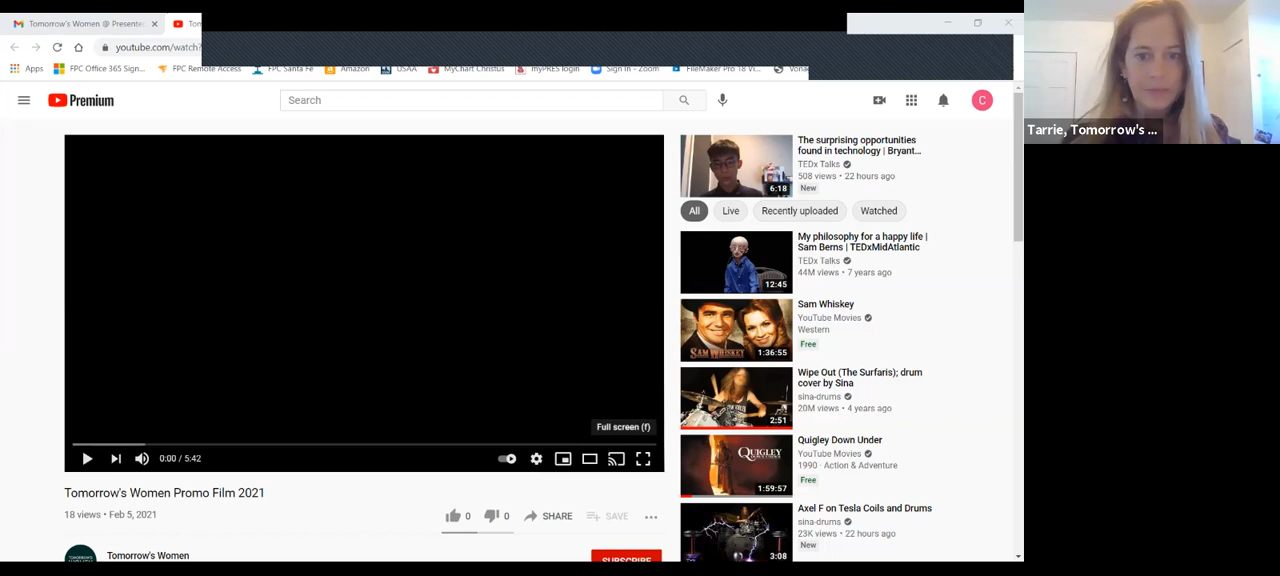 Tomorrow's Women @ Presente
youtube.com/watch?
Apps
FPC Office 365 Sign...
FPC Remote Access
FPC Santa Fe
Amazon
USAA
MyChart Christus
myPRES login
Sign In - Zoom
FileMaker Pro 18 Vi...
Tarrie, Tomorrow's ...
Premium
Search
C
Full screen (f)
0:00 / 5:42
Tomorrow's Women Promo Film 2021
18 views • Feb 5, 2021
0
0
SHARE
SAVE
Tomorrow's Women
SUBSCRIBE
The surprising opportunities
found in technology | Bryant...
TEDx Talks
508 views • 22 hours ago
New
6:18
All
Live
Recently uploaded
Watched
My philosophy for a happy life |
Sam Berns | TEDxMidAtlantic
TEDx Talks
44M views • 7 years ago
12:45
Sam Whiskey
YouTube Movies
Western
Free
SAM WHISKEY
1:36:55
Wipe Out (The Surfaris); drum
cover by Sina
sina-drums
20M views • 4 years ago
2:51
Quigley Down Under
YouTube Movies
1990 · Action & Adventure
Free
QUIGLEY
1:59:57
Axel F on Tesla Coils and Drums
sina-drums
23K views • 22 hours ago
New
3:08